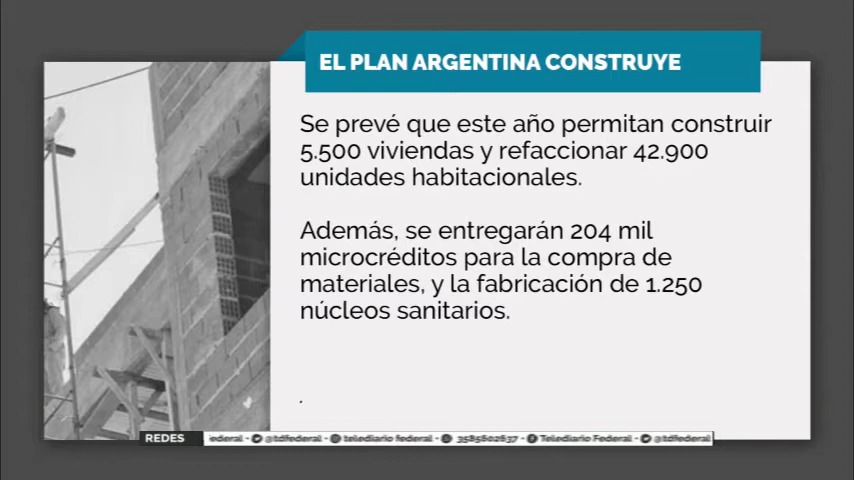 EL PLAN ARGENTINA CONSTRUYE
Se prevé que este año permitan construir
5.500 viviendas y refaccionar 42.900
unidades habitacionales.
Además, se entregarán 204 mil
microcréditos para la compra de
materiales, y la fabricación de 1.250
núcleos sanitarios.
.
REDES ederal - @tdfederal - telediario federal - 3585602637 - Telediario Federal - @tdfederal